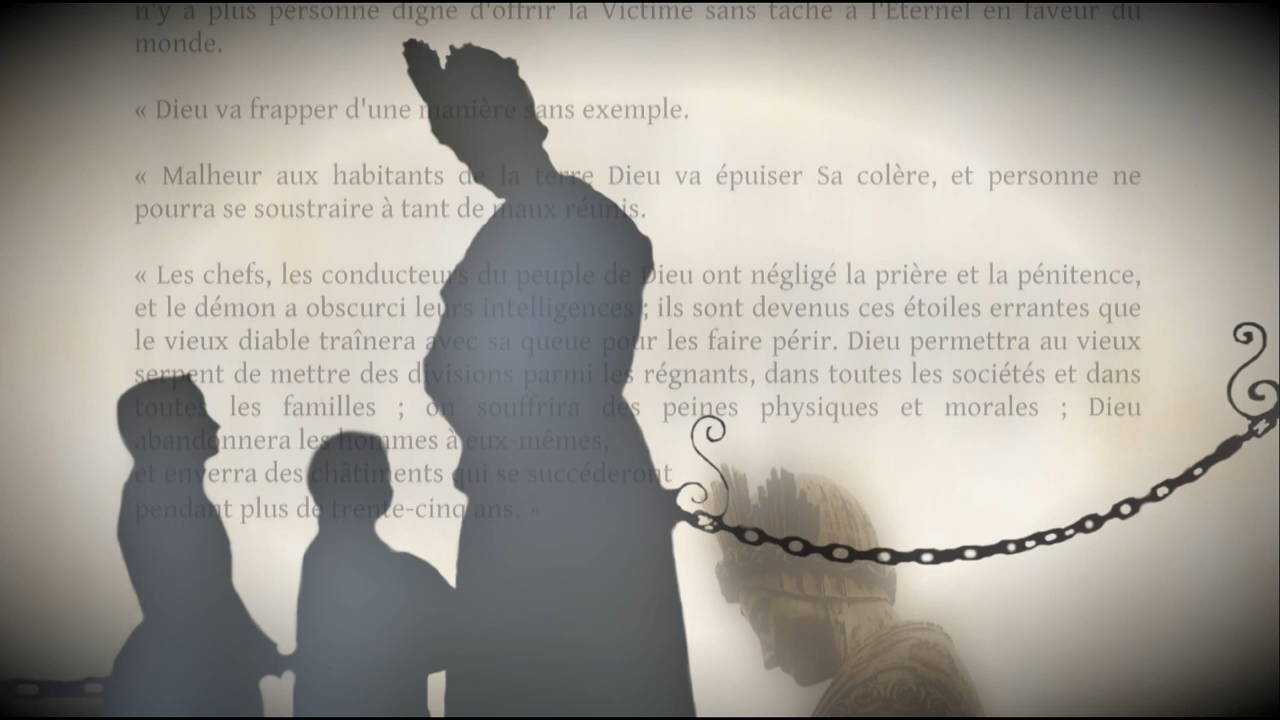 n'y a plus personne digne d'offrir la Victime sans tache à l'Éternel en faveur du
monde.
« Dieu va frapper d'une manière sans exemple.
« Malheur aux habitants de la terre Dieu va épuiser Sa colère, et personne ne
pourra se soustraire à tant de maux réunis.
« Les chefs, les conducteurs du peuple de Dieu ont négligé la prière et la pénitence,
et le démon a obscurci leurs intelligences ; ils sont devenus ces étoiles errantes que
le vieux diable traînera avec sa queue pour les faire périr. Dieu permettra au vieux
serpent de mettre des divisions parmi les régnants, dans toutes les sociétés et dans
toutes les familles ; on souffrira des peines physiques et morales ; Dieu
abandonnera les hommes à eux-mêmes,
et enverra des châtiments qui se succéderont
pendant plus de trente-cinq ans. »